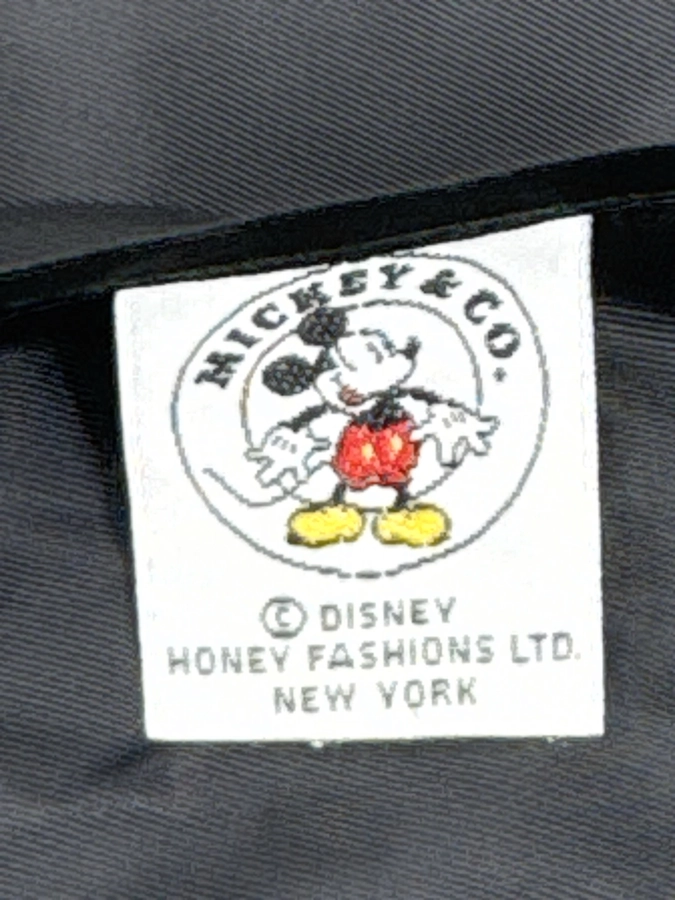 MICKEY & CO.
© DISNEY
HONEY FASHIONS LTD.
NEW YORK